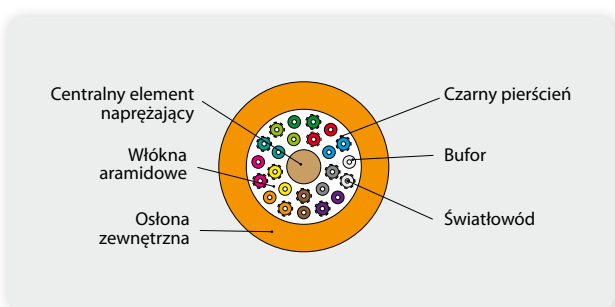 Centralny element
naprężający
Włókna
aramidowe
Osłona
zewnętrzna
Czarny pierścień
Bufor
Światłowód